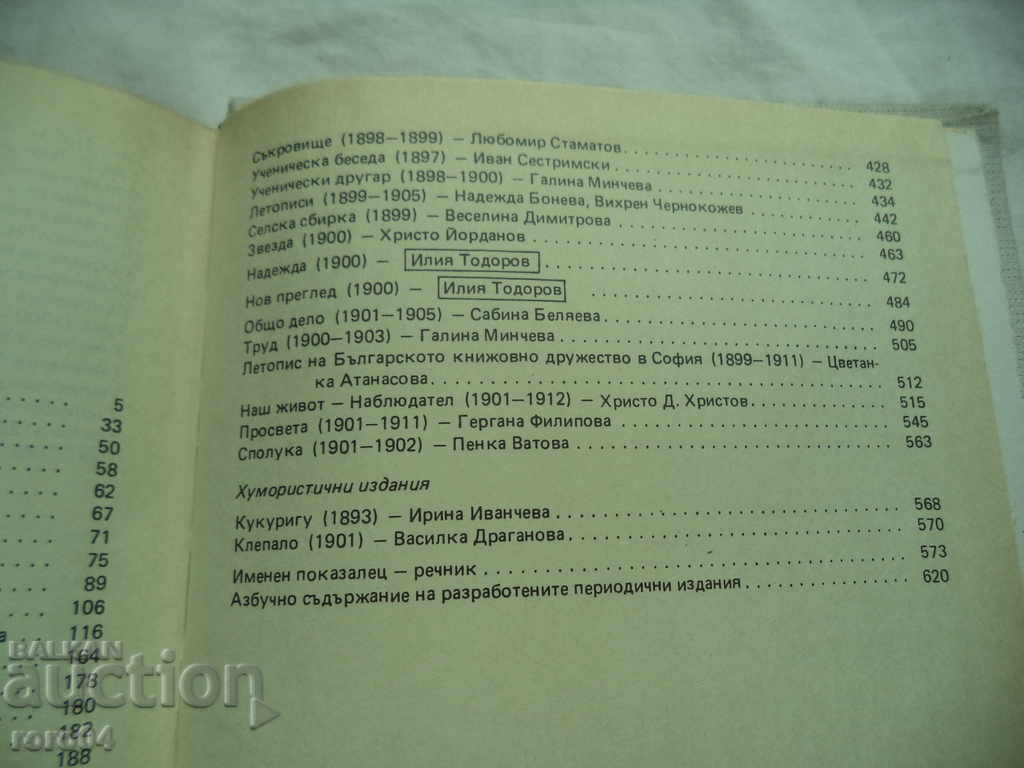 Съкровище (1898–1899) – Любомир Стаматов . . . . . 428
Ученическа беседа (1897) – Иван Сестримски . . . . . 432
Ученически другар (1898–1900) – Галина Минчева . . . . . 434
Летописи (1899–1905) – Надежда Бонева, Вихрен Чернокожев . . . . . 442
Селска сбирка (1899) – Веселина Димитрова . . . . . 460
Звезда (1900) – Христо Йорданов . . . . . 463
Надежда (1900) – Илия Тодоров . . . . . 472
Нов преглед (1900) – Илия Тодоров . . . . . 484
Общо дело (1901–1905) – Сабина Беляева . . . . . 490
Труд (1900–1903) – Галина Минчева . . . . . 505
Летопис на Българското книжовно дружество в София (1899–1911) – Цветан-
ка Атанасова . . . . . 512
Наш живот – Наблюдател (1901–1912) – Христо Д. Христов . . . . . 515
Просвета (1901–1911) – Гергана Филипова . . . . . 545
Сполука (1901–1902) – Пенка Ватова . . . . . 563
Хумористични издания
Кукуригу (1893) – Ирина Иванчева . . . . . 568
Клепало (1901) – Василка Драганова . . . . . 570
Именен показалец – речник . . . . . 573
Азбучно съдържание на разработените периодични издания . . . . . 620
5
33
50
58
62
67
71
75
89
106
а . . 116
164
178
180
182
188
BALKAN
auction
roro04